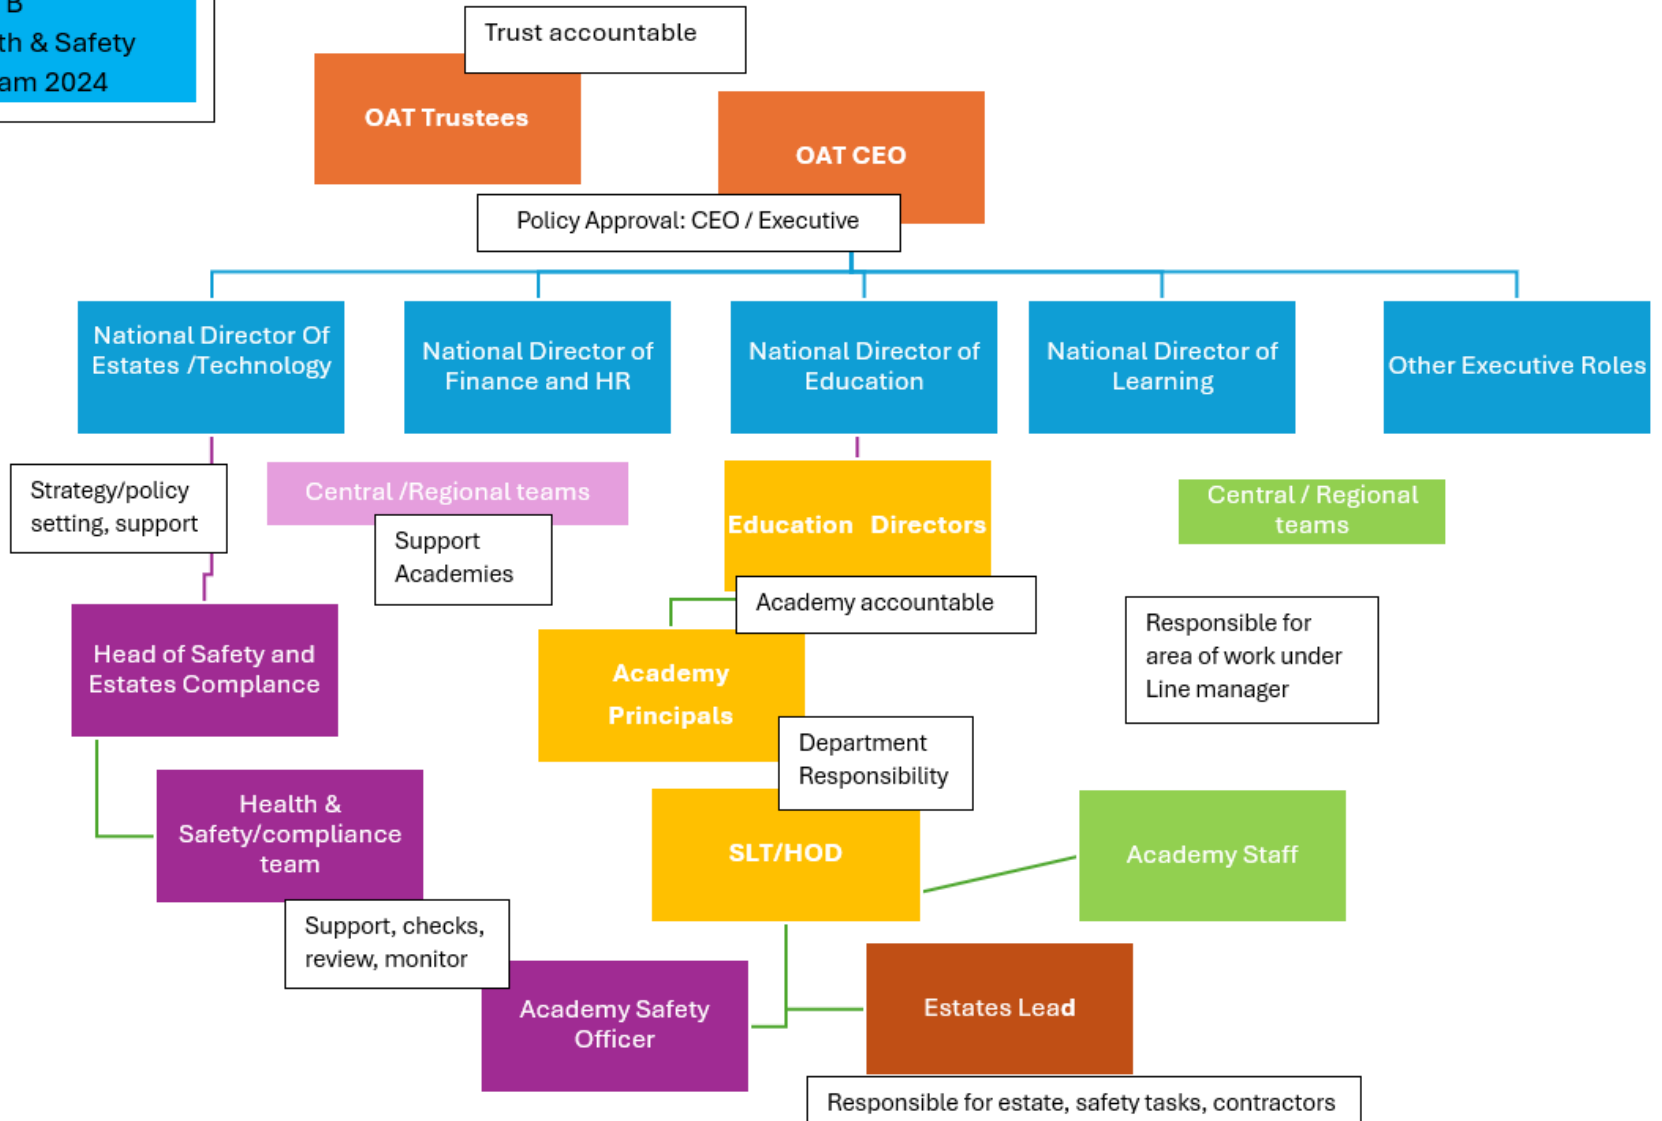 B
th & Safety
am 2024
Trust accountable
OAT Trustees
OAT CEO
Policy Approval: CEO / Executive
National Director Of
Estates /Technology
National Director of
Finance and HR
National Director of
Education
National Director of
Learning
Other Executive Roles
Strategy/policy
setting, support
Central /Regional teams
Support
Academies
Education Directors
Central / Regional
teams
Academy accountable
Responsible for
area of work under
Line manager
Head of Safety and
Estates Complance
Academy
Principals
Department
Responsibility
Health &
Safety/compliance
team
SLT/HOD
Academy Staff
Support, checks,
review, monitor
Academy Safety
Officer
Estates Lead
Responsible for estate, safety tasks, contractors